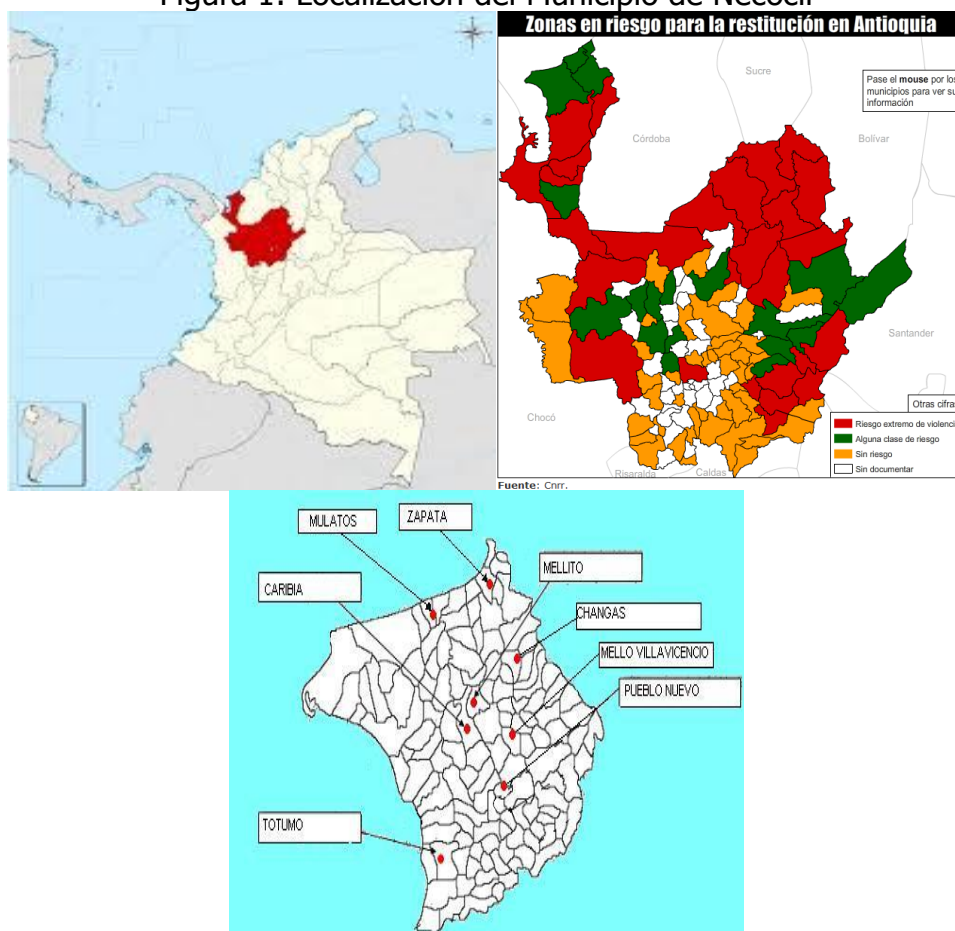 Figura 1. Localización del Municipio de Necoclí
Zonas en riesgo para la restitución en Antioquia
Sucre
Pase el mouse por los
municipios para ver su
información
Córdoba
Bolívar
Santander
Chocó
Otras cifras
Riesgo extremo de violenci
Alguna clase de riesgo
Sin riesgo
Sin documentar
Risaralda
Caldas
Fuente: Cnrr.
MULATOS
ZAPATA
MELLITO
CARIBIA
CHANGAS
MELLO VILLAVICENCIO
PUEBLO NUEVO
TOTUMO